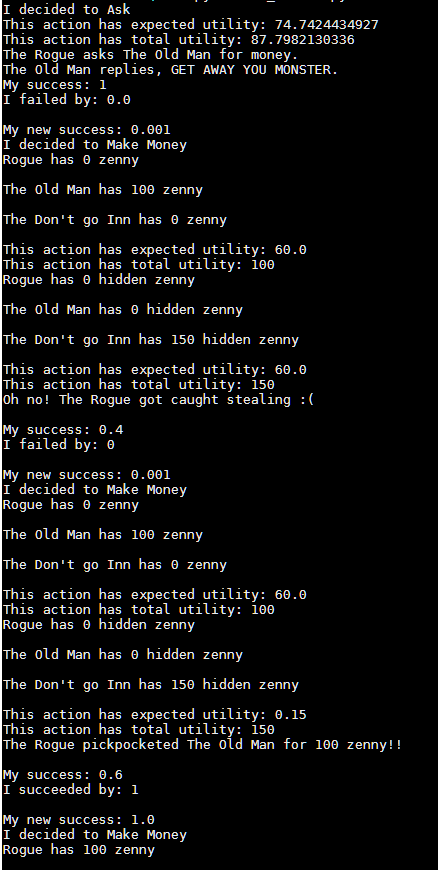 I decided to Ask
This action has expected utility: 74.7424434927
This action has total utility: 87.7982130336
The Rogue asks The Old Man for money.
The Old Man replies, GET AWAY YOU MONSTER.
My success: 1
I failed by: 0.0
My new success: 0.001
I decided to Make Money
Rogue has 0 zenny
The Old Man has 100 zenny
The Don't go Inn has 0 zenny
This action has expected utility: 60.0
This action has total utility: 100
Rogue has 0 hidden zenny
The Old Man has 0 hidden zenny
The Don't go Inn has 150 hidden zenny
This action has expected utility: 60.0
This action has total utility: 150
Oh no! The Rogue got caught stealing :(
My success: 0.4
I failed by: 0
My new success: 0.001
I decided to Make Money
Rogue has 0 zenny
The Old Man has 100 zenny
The Don't go Inn has 0 zenny
This action has expected utility: 60.0
This action has total utility: 100
Rogue has 0 hidden zenny
The Old Man has 0 hidden zenny
The Don't go Inn has 150 hidden zenny
This action has expected utility: 0.15
This action has total utility: 150
The Rogue pickpocketed The Old Man for 100 zenny!!
My success: 0.6
I succeeded by: 1
My new success: 1.0
I decided to Make Money
Rogue has 100 zenny